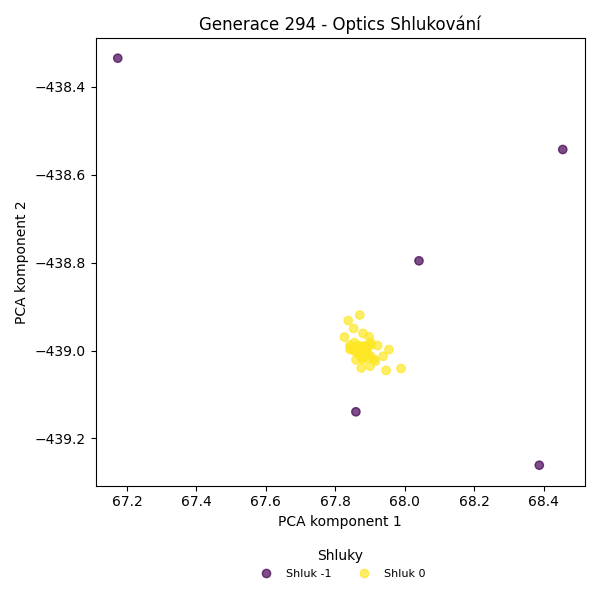 Generace 294 - Optics Shlukování
−438.4
−438.6
−438.8
−439.0
−439.2
PCA komponent 2
67.2 67.4 67.6 67.8 68.0 68.2 68.4
PCA komponent 1
Shluky
Shluk -1 Shluk 0